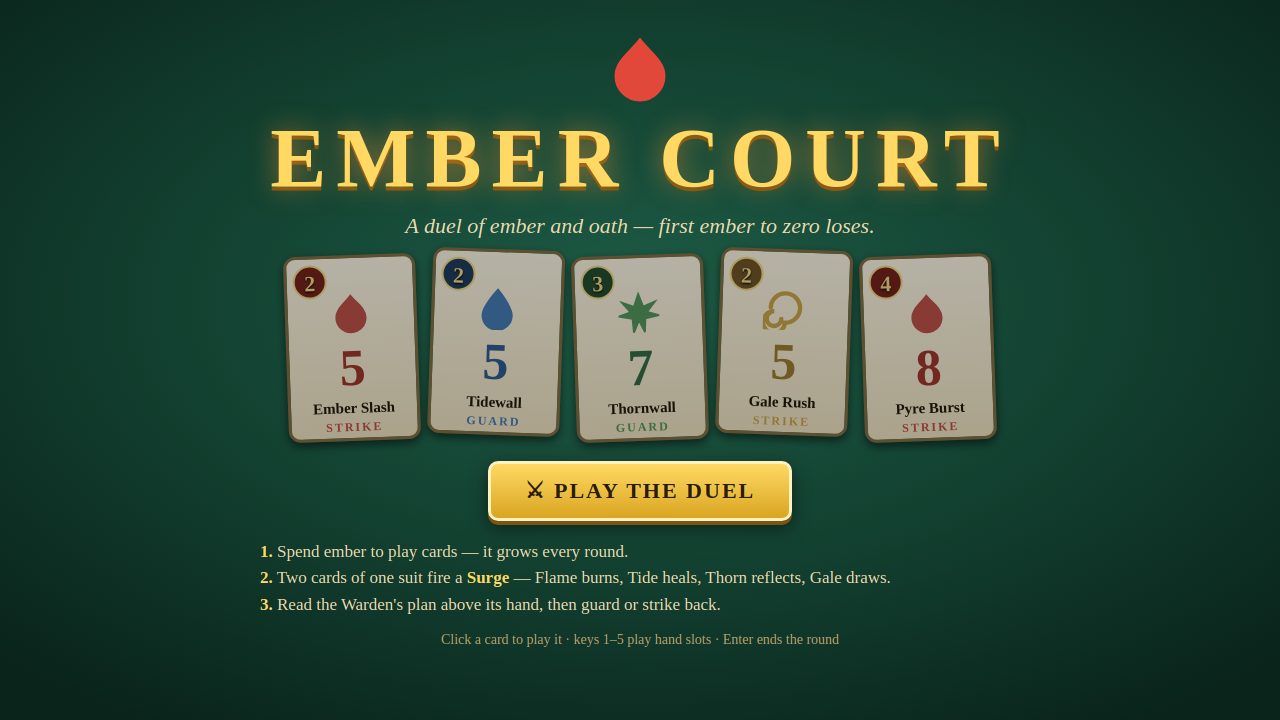 EMBER COURT
A duel of ember and oath — first ember to zero loses.
2
5
Ember Slash
STRIKE
2
5
Tidewall
GUARD
3
7
Thornwall
GUARD
2
5
Gale Rush
STRIKE
4
8
Pyre Burst
STRIKE
⚔ PLAY THE DUEL
1. Spend ember to play cards — it grows every round.
2. Two cards of one suit fire a Surge — Flame burns, Tide heals, Thorn reflects, Gale draws.
3. Read the Warden's plan above its hand, then guard or strike back.
Click a card to play it · keys 1–5 play hand slots · Enter ends the round